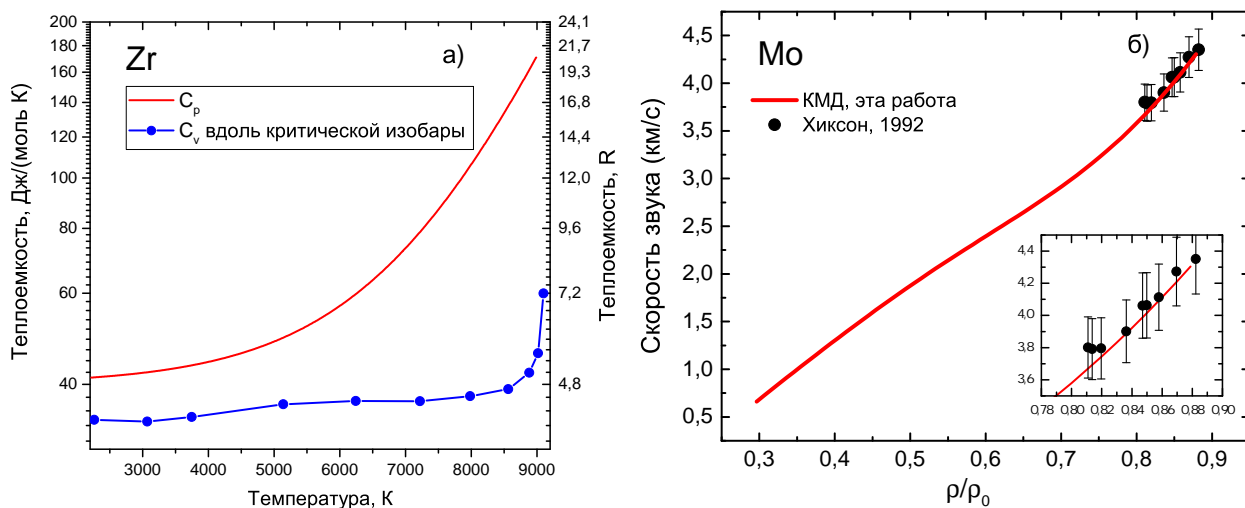 Zr
а)
C_p
C_v вдоль критической изобары
Теплоемкость, Дж/(моль К)
200
180
160
140
120
100
80
60
40
Теплоемкость, R
24,1
21,7
19,3
16,8
14,4
12,0
9,6
7,2
4,8
3000 4000 5000 6000 7000 8000 9000
Температура, К
Mo
б)
КМД, эта работа
Хиксон, 1992
Скорость звука (км/с)
4,5
4,0
3,5
3,0
2,5
2,0
1,5
1,0
0,5
0,3 0,4 0,5 0,6 0,7 0,8 0,9
ρ/ρ₀
4,4
4,2
4,0
3,8
3,6
0,78 0,80 0,82 0,84 0,86 0,88 0,90